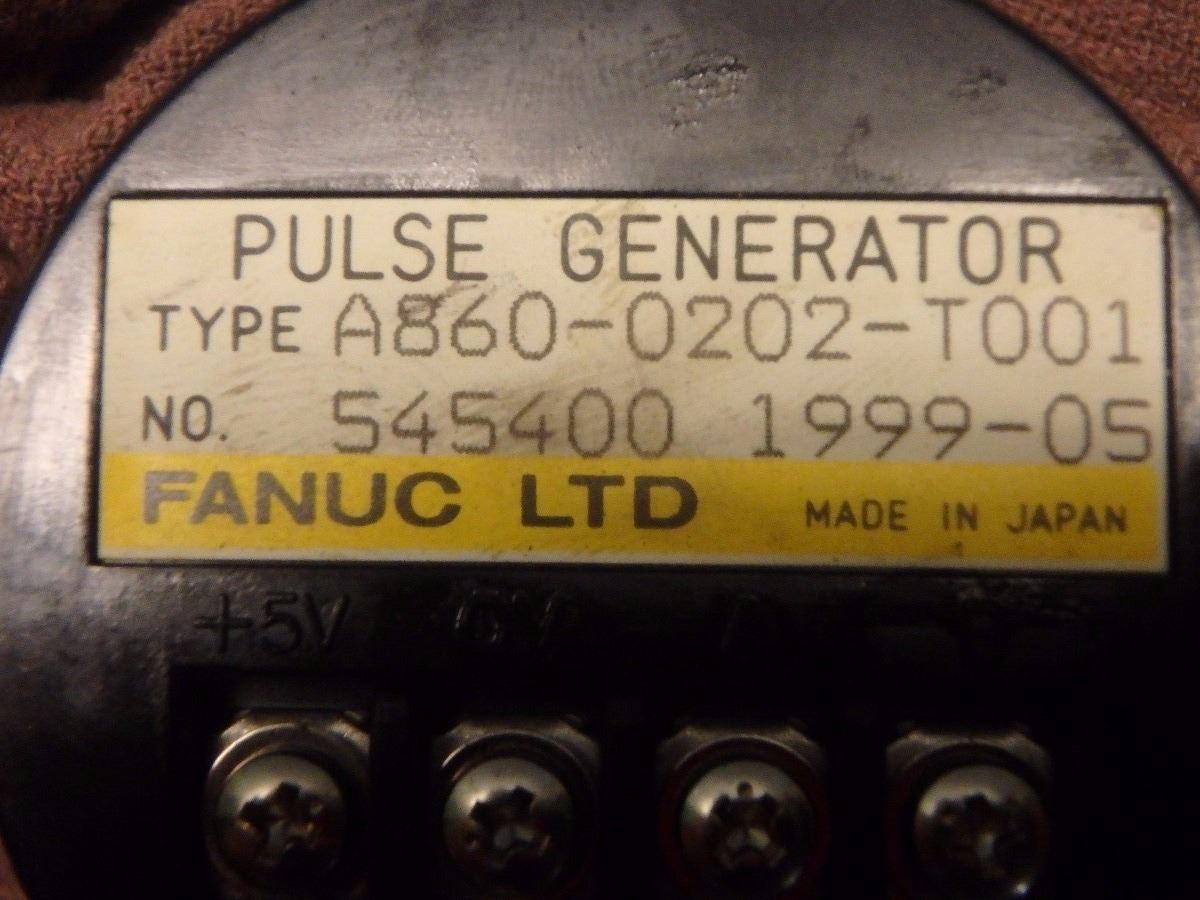 PULSE GENERATOR
TYPE A860-0202-T001
NO. 545400 1999-05
FANUC LTD MADE IN JAPAN
+5V